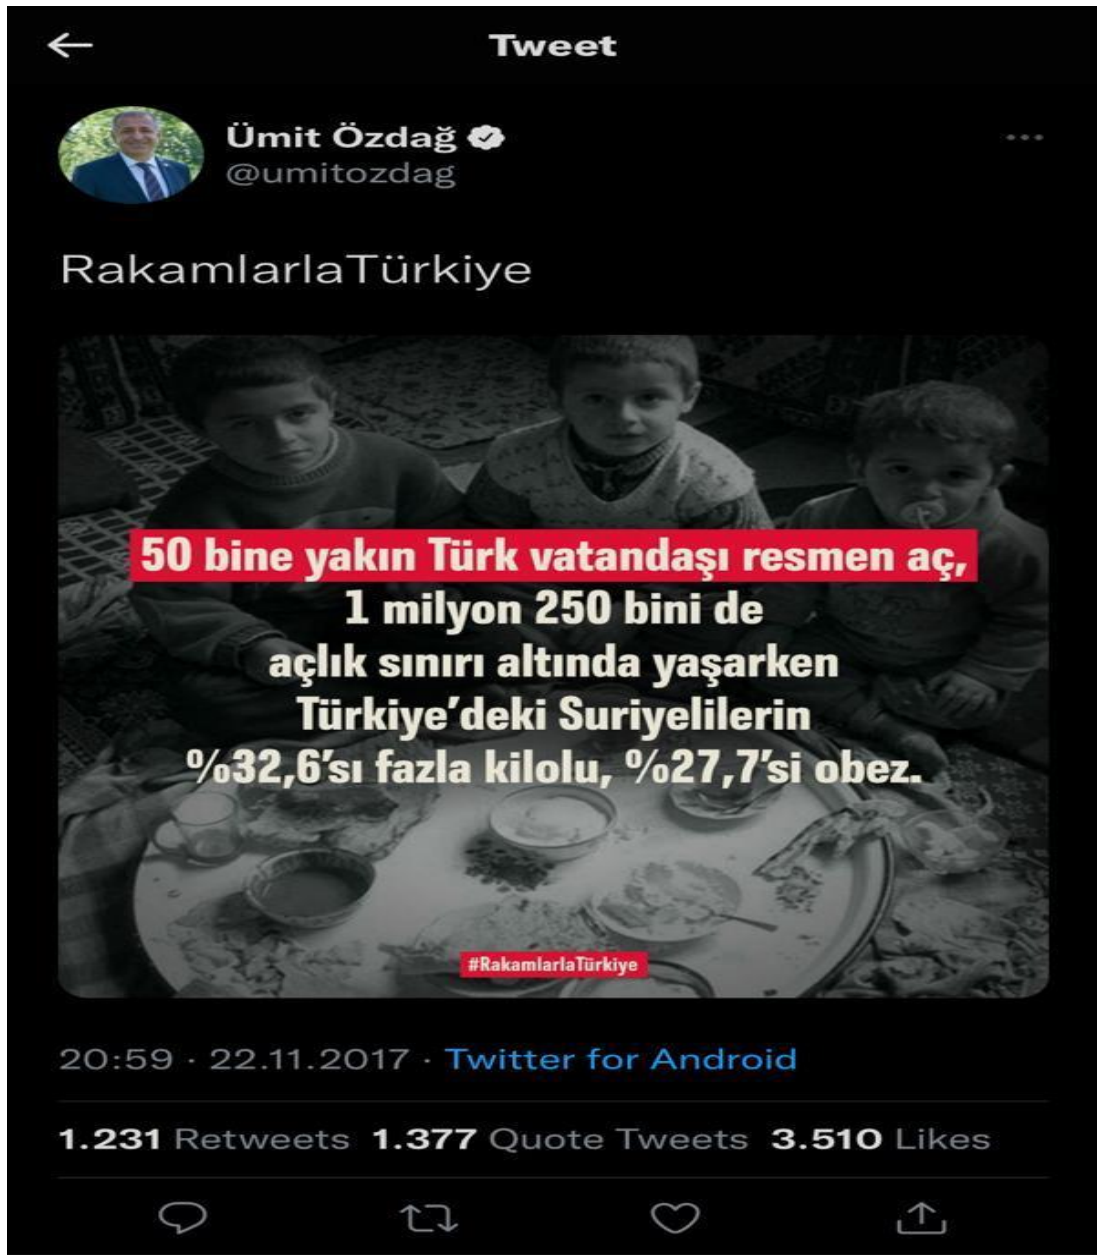 Tweet
Ümit Özdağ
@umitozdag
RakamlarlaTürkiye
50 bine yakın Türk vatandaşı resmen aç,
1 milyon 250 bini de
açlık sınırı altında yaşarken
Türkiye'deki Suriyelilerin
%32,6'sı fazla kilolu, %27,7'si obez.
#RakamlarlaTürkiye
20:59 · 22.11.2017 · Twitter for Android
1.231 Retweets 1.377 Quote Tweets 3.510 Likes